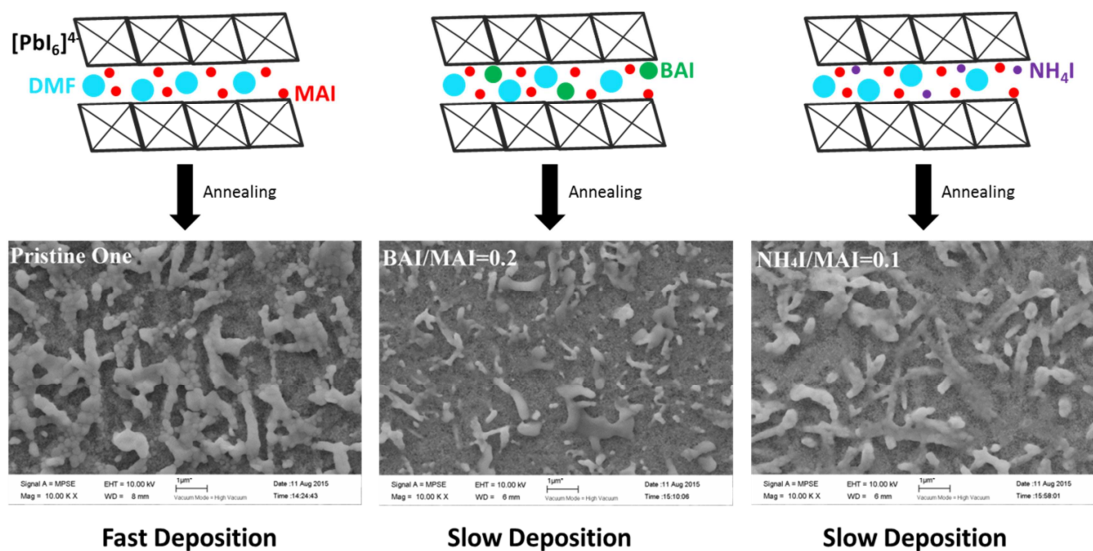 [PbI₆]⁴⁻
DMF
MAI
BAI
NH₄I
Annealing
Annealing
Annealing
Pristine One
BAI/MAI=0.2
NH₄I/MAI=0.1
Signal A = MPSE EHT = 10.00 kV 1µm* Date :11 Aug 2015
Mag = 10.00 K X WD = 8 mm Vacuum Mode = High Vacuum Time :14:24:43
Signal A = MPSE EHT = 10.00 kV 1µm* Date :11 Aug 2015
Mag = 10.00 K X WD = 6 mm Vacuum Mode = High Vacuum Time :15:10:06
Signal A = MPSE EHT = 10.00 kV 1µm* Date :11 Aug 2015
Mag = 10.00 K X WD = 6 mm Vacuum Mode = High Vacuum Time :15:58:01
Fast Deposition
Slow Deposition
Slow Deposition